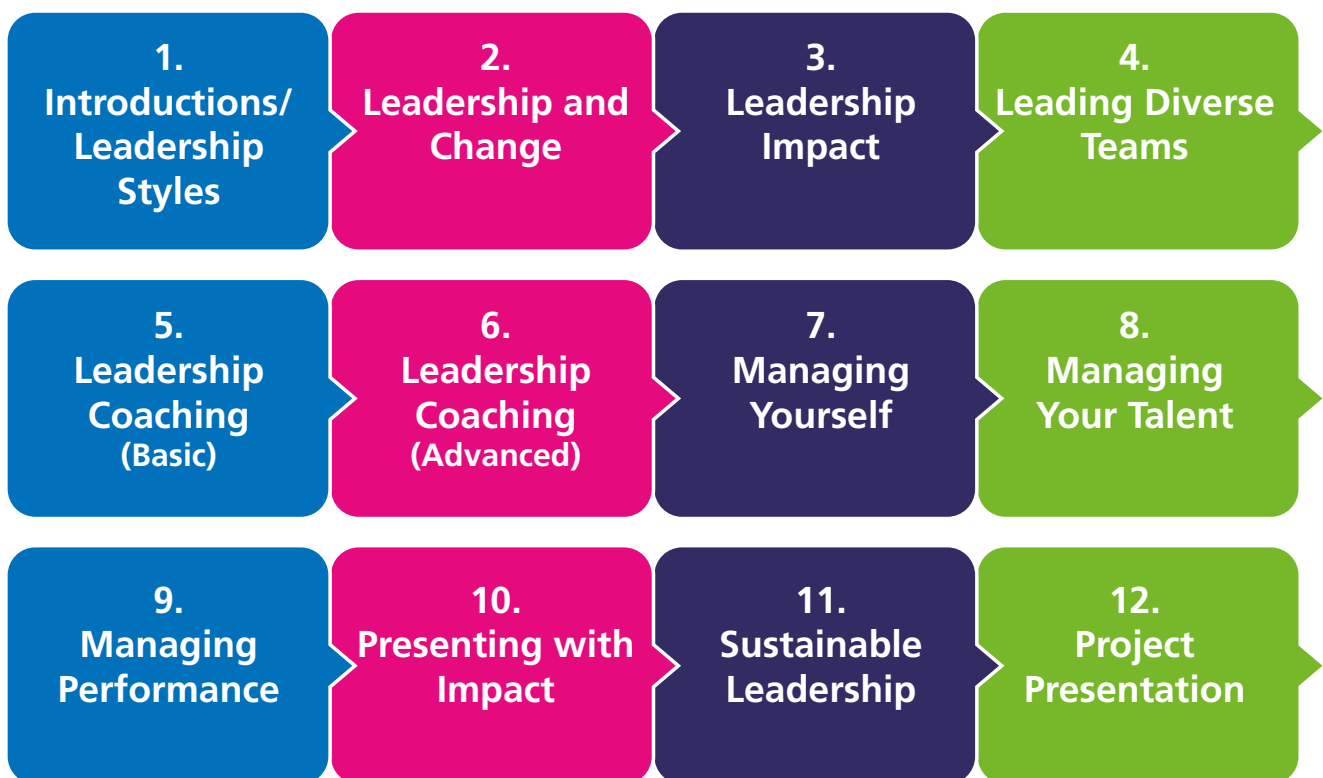 1.
Introductions/
Leadership
Styles
2.
Leadership and
Change
3.
Leadership
Impact
4.
Leading Diverse
Teams
5.
Leadership
Coaching
(Basic)
6.
Leadership
Coaching
(Advanced)
7.
Managing
Yourself
8.
Managing
Your Talent
9.
Managing
Performance
10.
Presenting with
Impact
11.
Sustainable
Leadership
12.
Project
Presentation